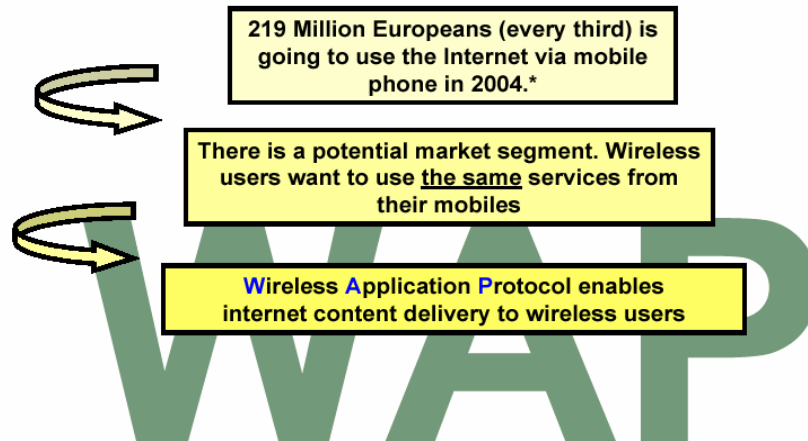 219 Million Europeans (every third) is
going to use the Internet via mobile
phone in 2004.*
There is a potential market segment. Wireless
users want to use the same services from
their mobiles
Wireless Application Protocol enables
internet content delivery to wireless users
WAP